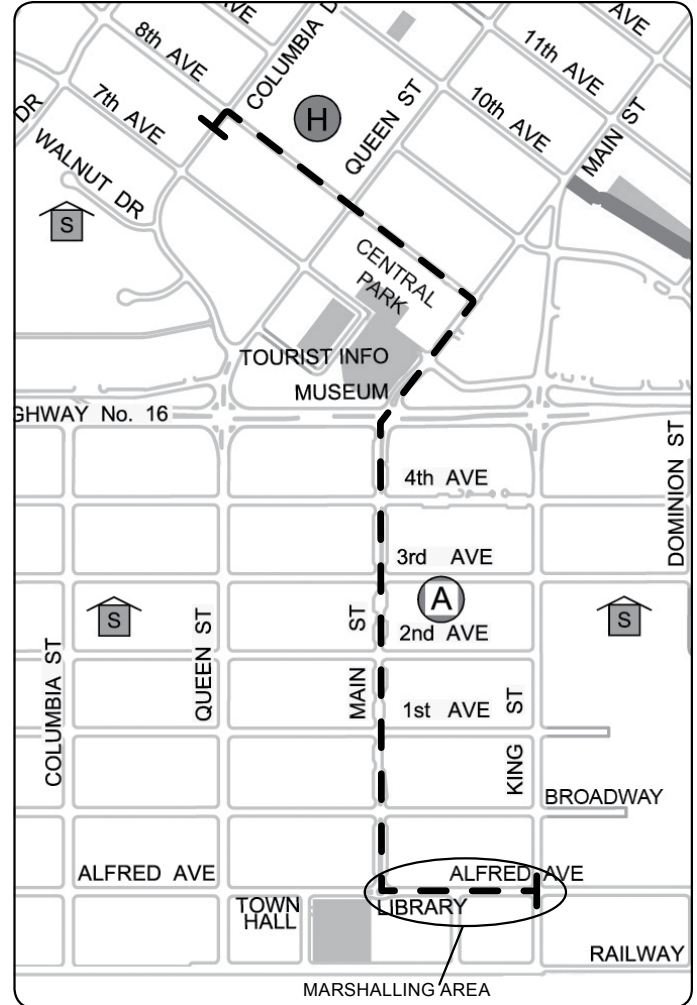 AVE
AVE
8th AVE
COLUMBIA D
11th AVE
7th AVE
H
QUEEN ST
10th AVE
MAIN ST
DR
WALNUT DR
S
CENTRAL
PARK
TOURIST INFO
MUSEUM
GHWAY No. 16
DOMINION ST
4th AVE
3rd AVE
A
S
S
ST
2nd AVE
QUEEN ST
COLUMBIA ST
MAIN
1st AVE
ST
KING
BROADWAY
ALFRED AVE
ALFRED AVE
TOWN
HALL
LIBRARY
RAILWAY
MARSHALLING AREA